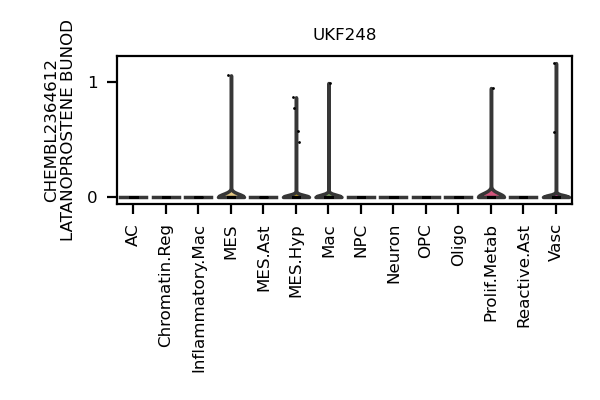 UKF248
CHEMBL2364612
LATANOPROSTENE BUNOD
1
0
AC
Chromatin.Reg
Inflammatory.Mac
MES
MES.Ast
MES.Hyp
Mac
NPC
Neuron
OPC
Oligo
Prolif.Metab
Reactive.Ast
Vasc